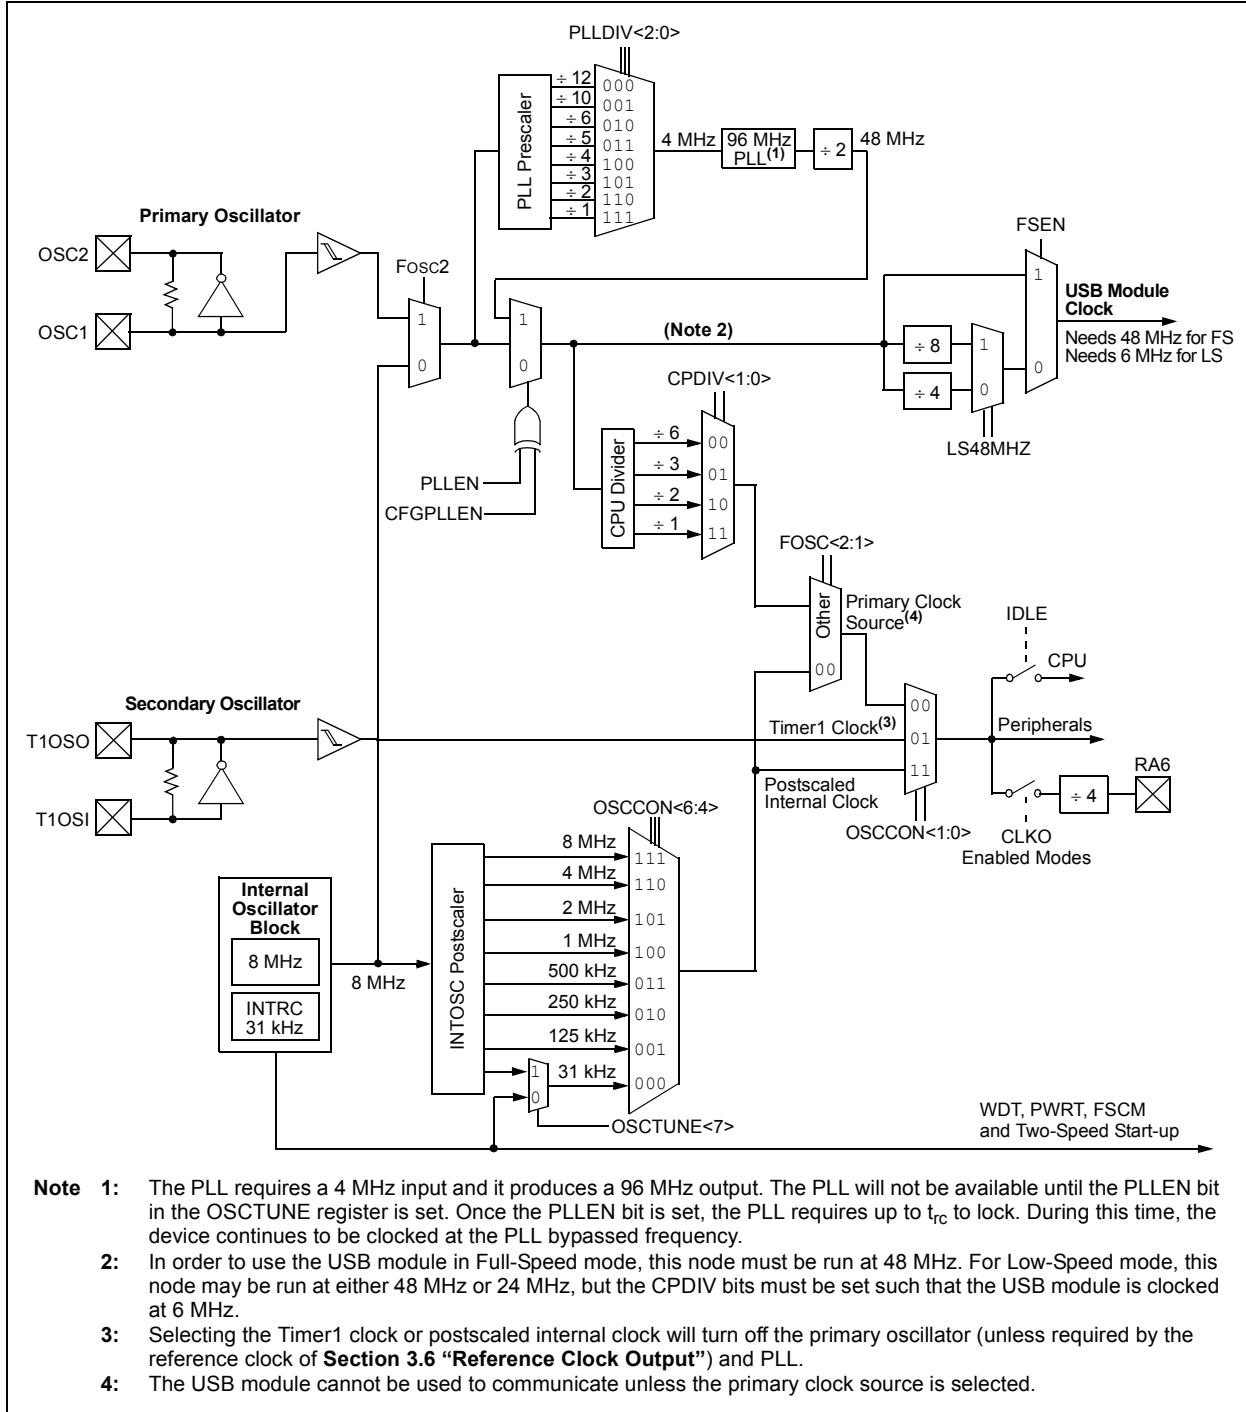 PLLDIV<2:0>
PLL Prescaler
÷ 12
÷ 10
÷ 6
÷ 5
÷ 4
÷ 3
÷ 2
÷ 1
000
001
010
011
100
101
110
111
4 MHz
96 MHz
PLL(1)
÷ 2
48 MHz
Primary Oscillator
OSC2
OSC1
FOSC2
1
0
1
0
PLLEN
CFGPLLEN
(Note 2)
FSEN
1
0
USB Module
Clock
Needs 48 MHz for FS
Needs 6 MHz for LS
÷ 8
÷ 4
1
0
LS48MHZ
CPDIV<1:0>
CPU Divider
÷ 6
÷ 3
÷ 2
÷ 1
00
01
10
11
FOSC<2:1>
Other
00
Primary Clock
Source(4)
IDLE
CPU
Secondary Oscillator
T1OSO
T1OSI
Timer1 Clock(3)
Postscaled
Internal Clock
00
01
11
OSCCON<1:0>
Peripherals
RA6
÷ 4
CLKO
Enabled Modes
OSCCON<6:4>
Internal
Oscillator
Block
8 MHz
INTRC
31 kHz
8 MHz
INTOSC Postscaler
8 MHz
4 MHz
2 MHz
1 MHz
500 kHz
250 kHz
125 kHz
31 kHz
111
110
101
100
011
010
001
000
1
0
OSCTUNE<7>
WDT, PWRT, FSCM
and Two-Speed Start-up
Note 1: The PLL requires a 4 MHz input and it produces a 96 MHz output. The PLL will not be available until the PLLEN bit
in the OSCTUNE register is set. Once the PLLEN bit is set, the PLL requires up to trc to lock. During this time, the
device continues to be clocked at the PLL bypassed frequency.
2: In order to use the USB module in Full-Speed mode, this node must be run at 48 MHz. For Low-Speed mode, this
node may be run at either 48 MHz or 24 MHz, but the CPDIV bits must be set such that the USB module is clocked
at 6 MHz.
3: Selecting the Timer1 clock or postscaled internal clock will turn off the primary oscillator (unless required by the
reference clock of Section 3.6 “Reference Clock Output”) and PLL.
4: The USB module cannot be used to communicate unless the primary clock source is selected.